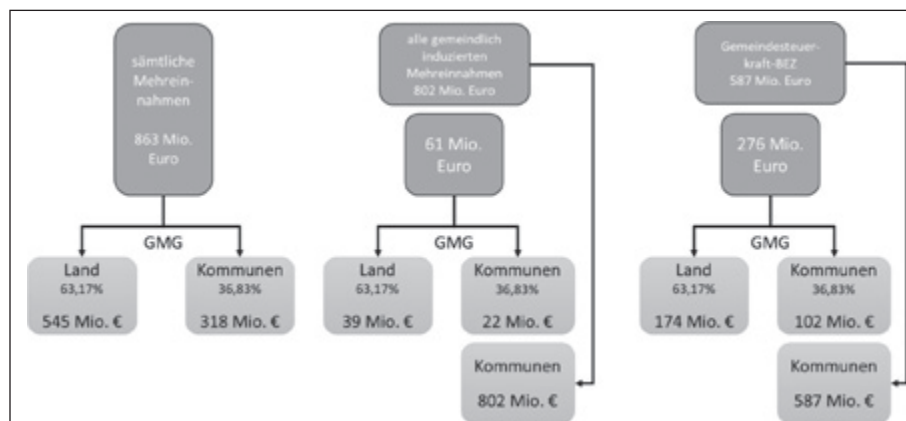 sämtliche
Mehrein-
nahmen
863 Mio.
Euro
GMG
Land
63,17%
545 Mio. €
Kommunen
36,83%
318 Mio. €
alle gemeindlich
induzierten
Mehreinnahmen
802 Mio. Euro
61 Mio.
Euro
GMG
Land
63,17%
39 Mio. €
Kommunen
36,83%
22 Mio. €
Kommunen
802 Mio. €
Gemeindesteuer-
kraft-BEZ
587 Mio. Euro
276 Mio.
Euro
GMG
Land
63,17%
174 Mio. €
Kommunen
36,83%
102 Mio. €
Kommunen
587 Mio. €